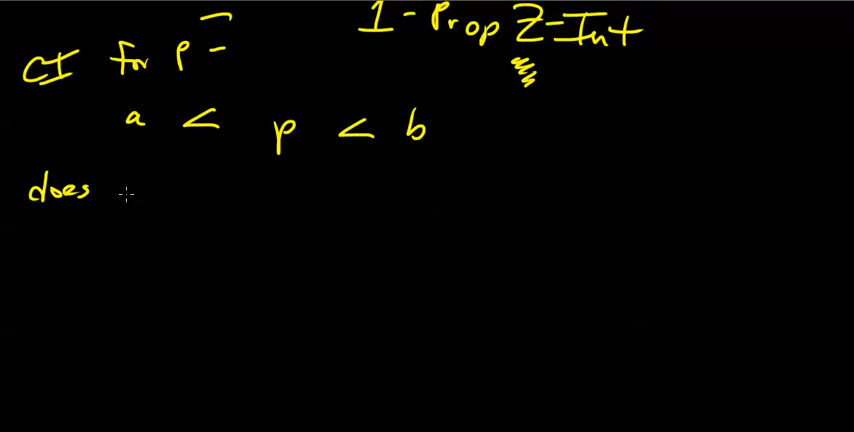 1-Prop Z-Int
CI for p
a < p < b
does